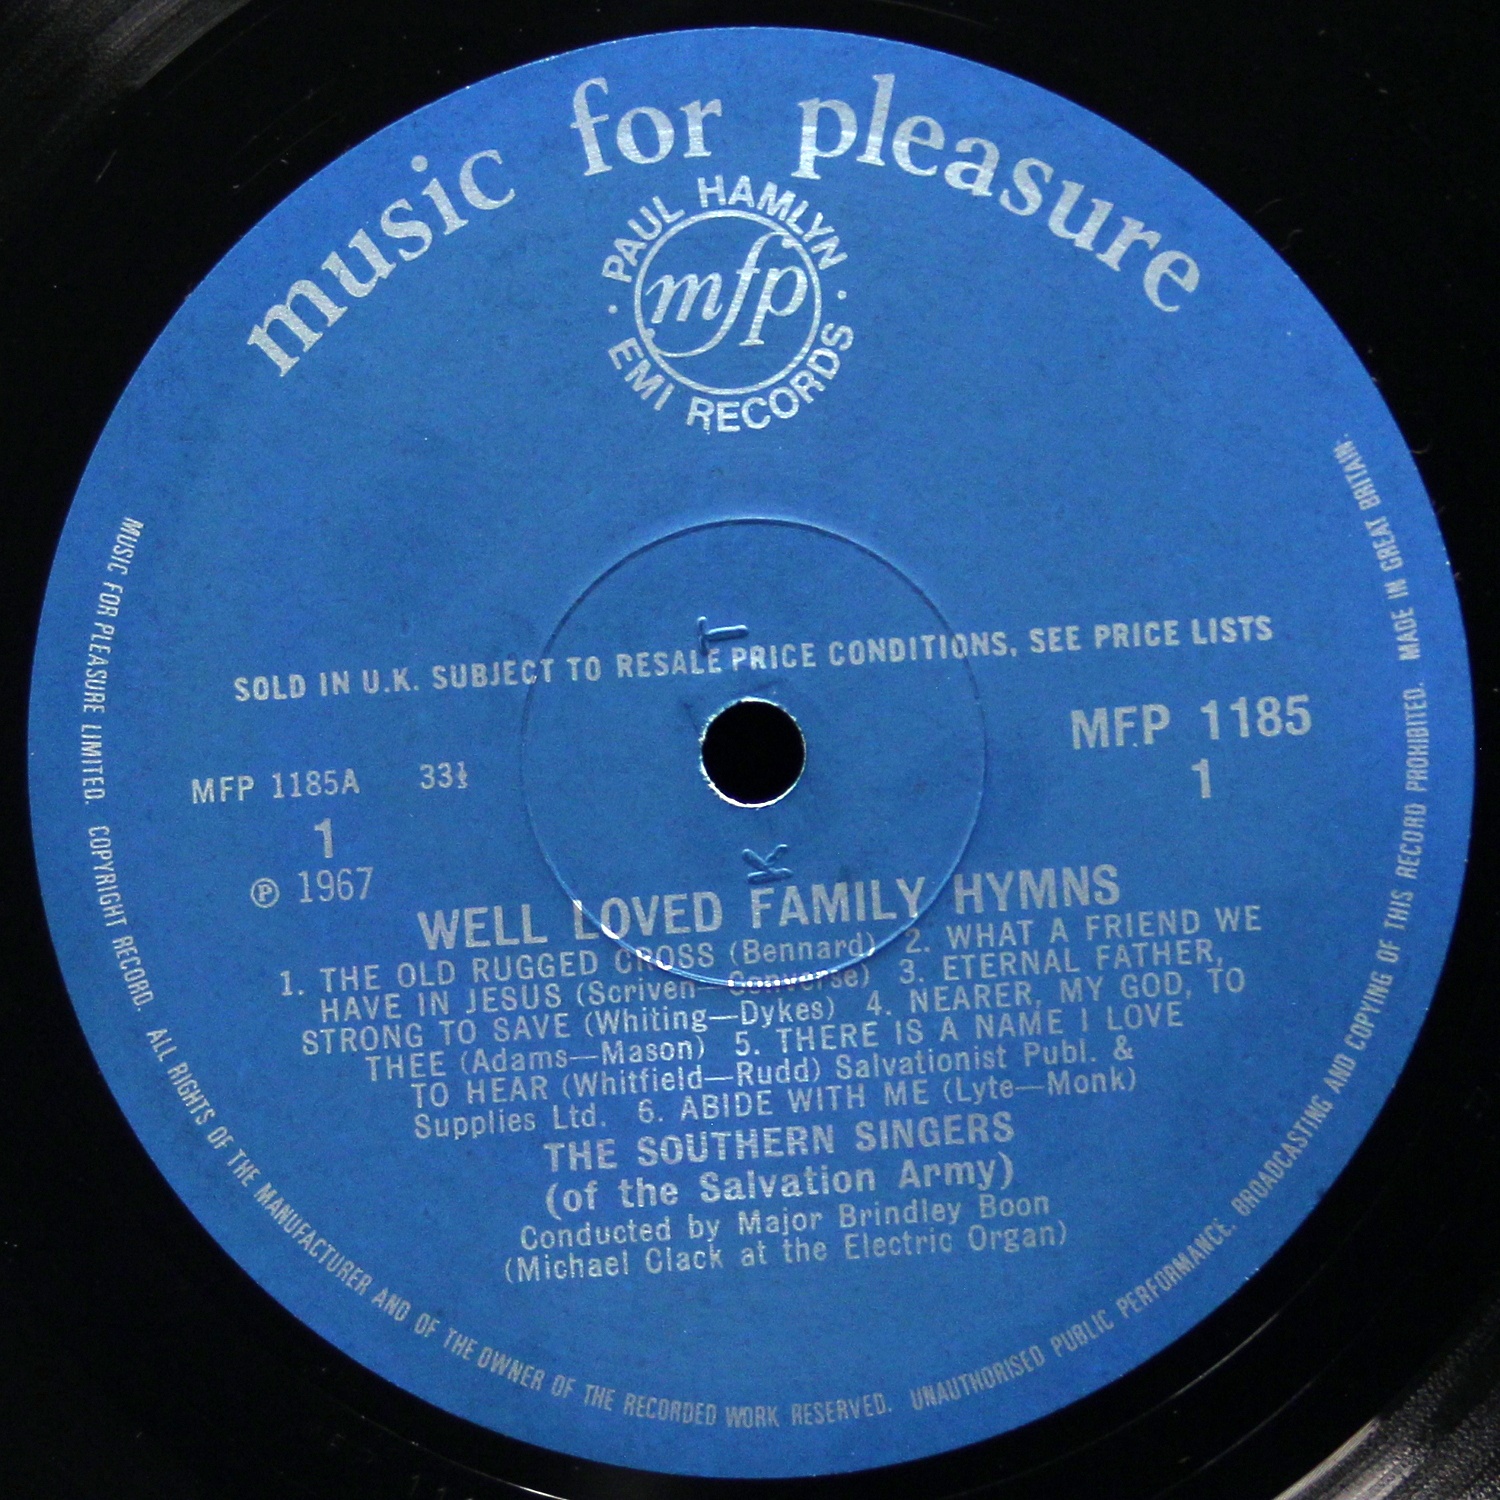 music for pleasure
PAUL HAMLYN
mfp
EMI RECORDS
SOLD IN U.K. SUBJECT TO RESALE PRICE CONDITIONS, SEE PRICE LISTS
MFP 1185
1
MFP 1185A 33⅓
1
Ⓟ 1967
T
K
WELL LOVED FAMILY HYMNS
1. THE OLD RUGGED CROSS (Bennard) 2. WHAT A FRIEND WE
HAVE IN JESUS (Scriven—Converse) 3. ETERNAL FATHER,
STRONG TO SAVE (Whiting—Dykes) 4. NEARER, MY GOD, TO
THEE (Adams—Mason) 5. THERE IS A NAME I LOVE
TO HEAR (Whitfield—Rudd) Salvationist Publ. &
Supplies Ltd. 6. ABIDE WITH ME (Lyte—Monk)
THE SOUTHERN SINGERS
(of the Salvation Army)
Conducted by Major Brindley Boon
(Michael Clack at the Electric Organ)
MUSIC FOR PLEASURE LIMITED. COPYRIGHT RECORD. ALL RIGHTS OF THE MANUFACTURER AND OF THE OWNER OF THE RECORDED WORK RESERVED. UNAUTHORISED PUBLIC PERFORMANCE, BROADCASTING AND COPYING OF THIS RECORD PROHIBITED. MADE IN GREAT BRITAIN.